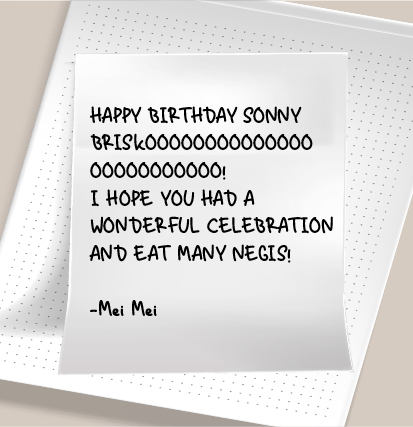 HAPPY BIRTHDAY SONNY
BRISkOOOOOOOOOOOOOO
OOOOOOOOOOO!
I HOPE YOU HAD A
WONDERFUL CELEBRATION
AND EAT MANY NEGIS!
-Mei Mei